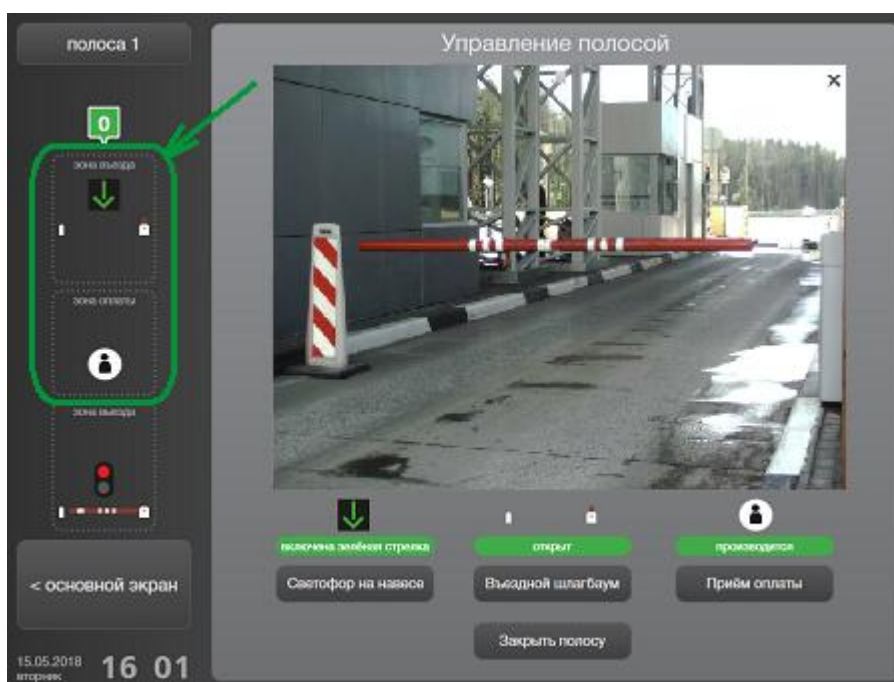 полоса 1
0
зона въезда
зона оплаты
зона выезда
< основной экран
15.05.2018
вторник
16 01
Управление полосой
включена зелёная стрелка
открыт
производится
Светофор на навесе
Въездной шлагбаум
Приём оплаты
Закрыть полосу